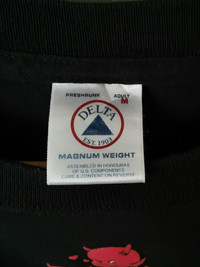 PRESHRUNK
ADULT
M
DELTA
EST. 1903
MAGNUM WEIGHT
ASSEMBLED IN HONDURAS
OF U.S. COMPONENTS
CARE & CONTENT ON REVERSE